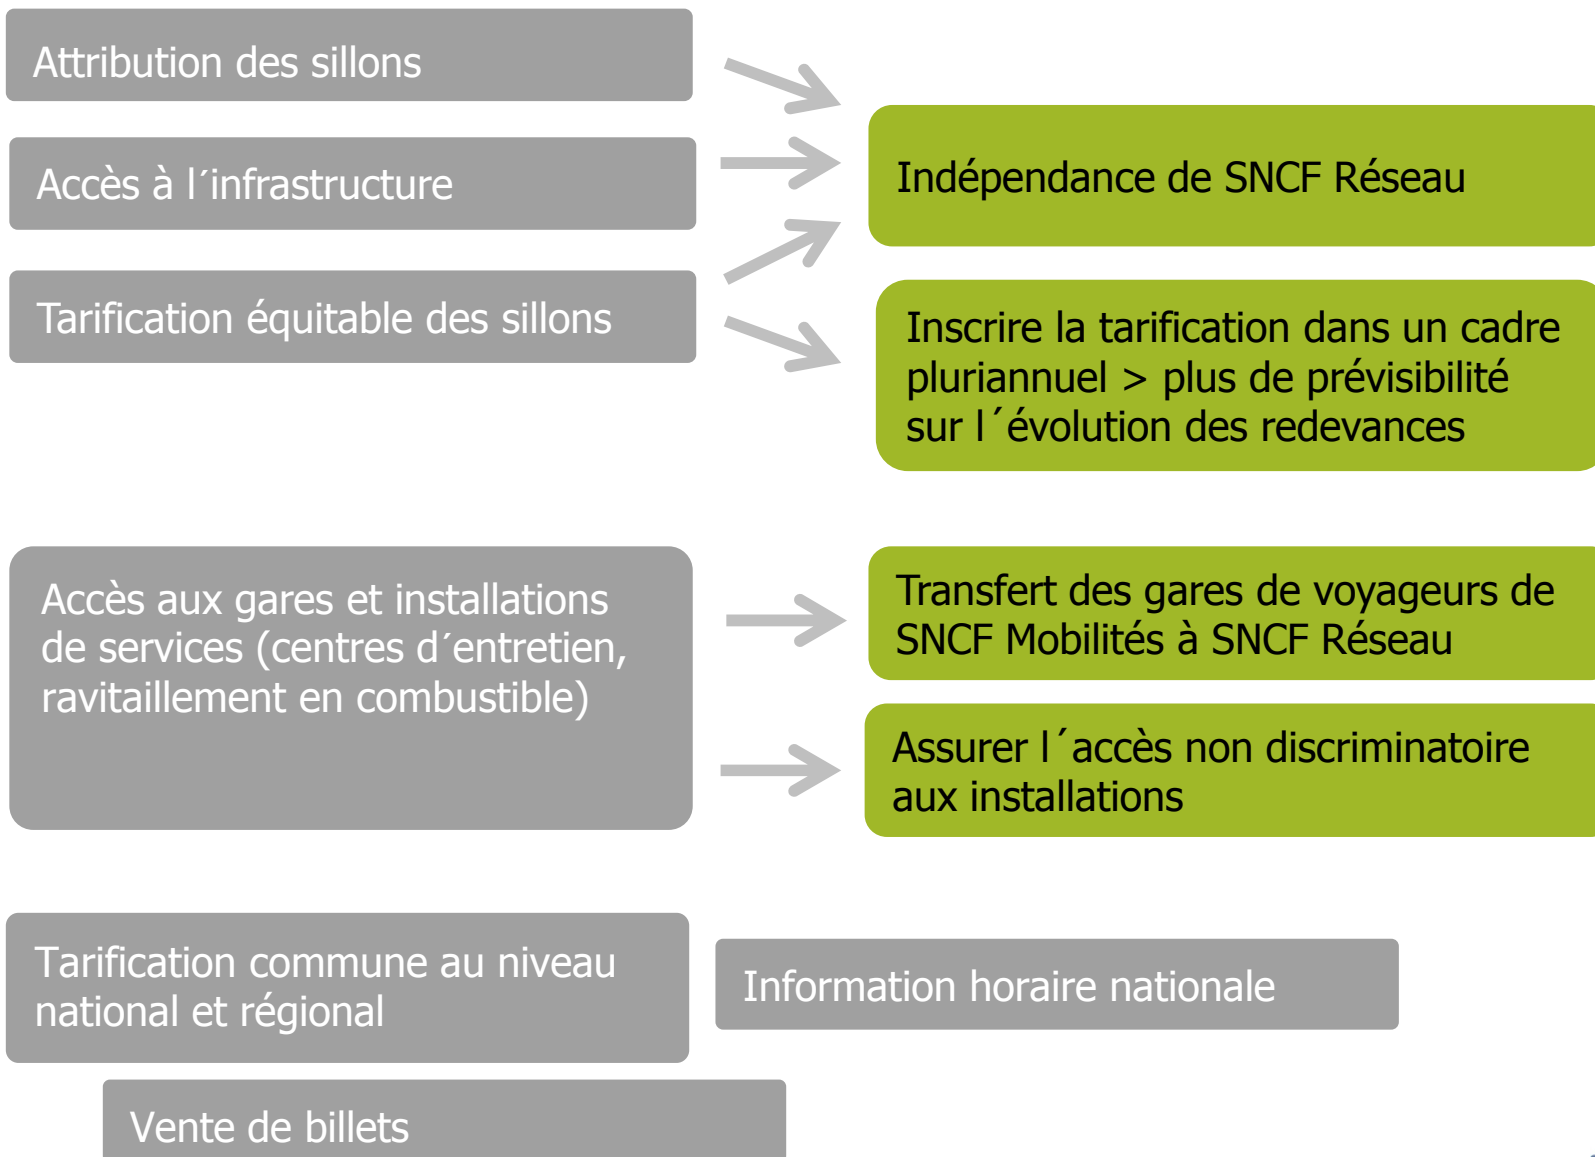 Attribution des sillons
Accès à l´infrastructure
Indépendance de SNCF Réseau
Tarification équitable des sillons
Inscrire la tarification dans un cadre
pluriannuel > plus de prévisibilité
sur l´évolution des redevances
Accès aux gares et installations
de services (centres d´entretien,
ravitaillement en combustible)
Transfert des gares de voyageurs de
SNCF Mobilités à SNCF Réseau
Assurer l´accès non discriminatoire
aux installations
Tarification commune au niveau
national et régional
Information horaire nationale
Vente de billets